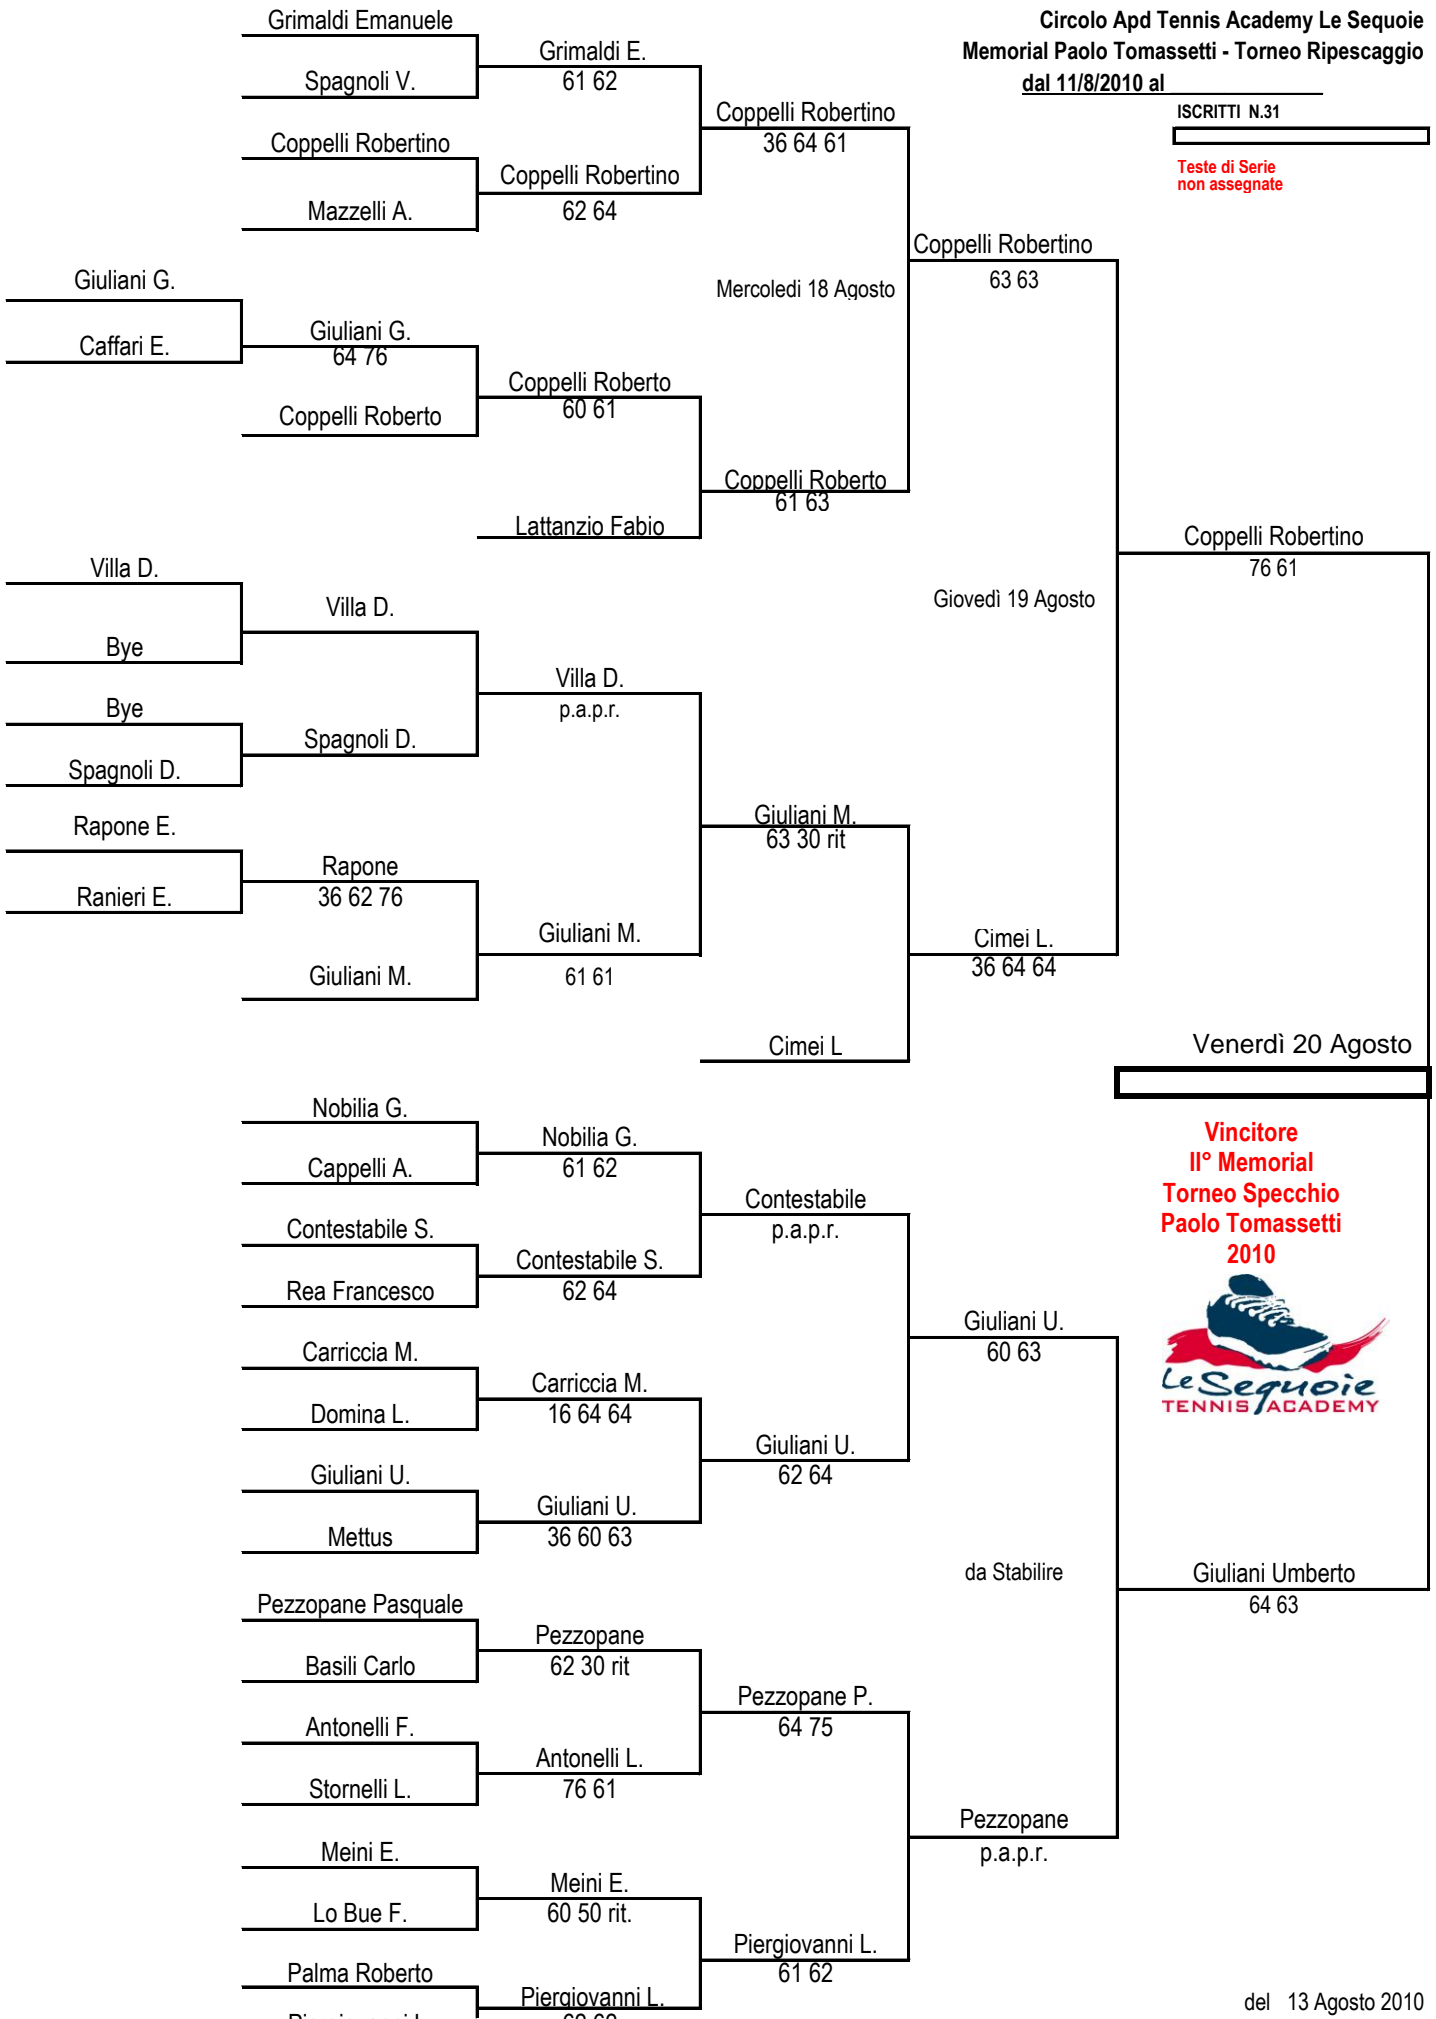 Circolo Apd Tennis Academy Le Sequoie
Memorial Paolo Tomassetti - Torneo Ripescaggio
dal 11/8/2010 al
ISCRITTI N.31
Teste di Serie
non assegnate
Grimaldi Emanuele
Grimaldi E.
Spagnoli V.
61 62
Coppelli Robertino
36 64 61
Coppelli Robertino
Coppelli Robertino
Mazzelli A.
62 64
Coppelli Robertino
63 63
Giuliani G.
Mercoledi 18 Agosto
Giuliani G.
Caffari E.
64 76
Coppelli Roberto
60 61
Coppelli Roberto
Coppelli Roberto
61 63
Lattanzio Fabio
Coppelli Robertino
76 61
Villa D.
Villa D.
Giovedì 19 Agosto
Bye
Villa D.
p.a.p.r.
Bye
Spagnoli D.
Spagnoli D.
Giuliani M.
63 30 rit
Rapone E.
Rapone
Ranieri E.
36 62 76
Giuliani M.
61 61
Cimei L.
36 64 64
Giuliani M.
Cimei L
Venerdì 20 Agosto
Nobilia G.
Nobilia G.
Cappelli A.
61 62
Vincitore
II° Memorial
Torneo Specchio
Paolo Tomassetti
2010
Contestabile
p.a.p.r.
Contestabile S.
Contestabile S.
Rea Francesco
62 64
Giuliani U.
60 63
Carriccia M.
Carriccia M.
Domina L.
16 64 64
Le Sequoie
TENNIS ACADEMY
Giuliani U.
62 64
Giuliani U.
Giuliani U.
Mettus
36 60 63
da Stabilire
Giuliani Umberto
64 63
Pezzopane Pasquale
Pezzopane
Basili Carlo
62 30 rit
Pezzopane P.
64 75
Antonelli F.
Antonelli L.
Stornelli L.
76 61
Pezzopane
p.a.p.r.
Meini E.
Meini E.
Lo Bue F.
60 50 rit.
Piergiovanni L.
61 62
Palma Roberto
Piergiovanni L.
del 13 Agosto 2010